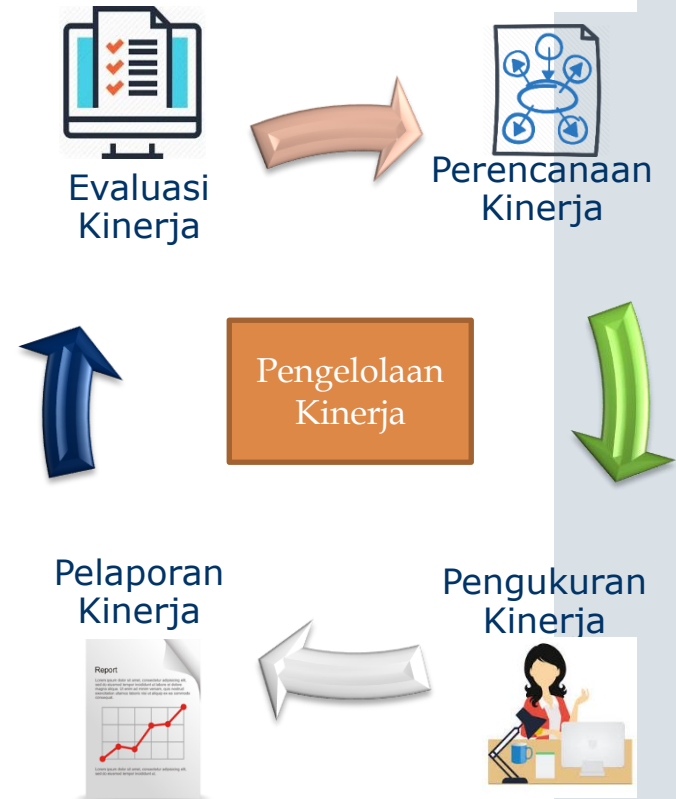 Evaluasi
Kinerja
Perencanaan
Kinerja
Pengelolaan
Kinerja
Pelaporan
Kinerja
Pengukuran
Kinerja
Report